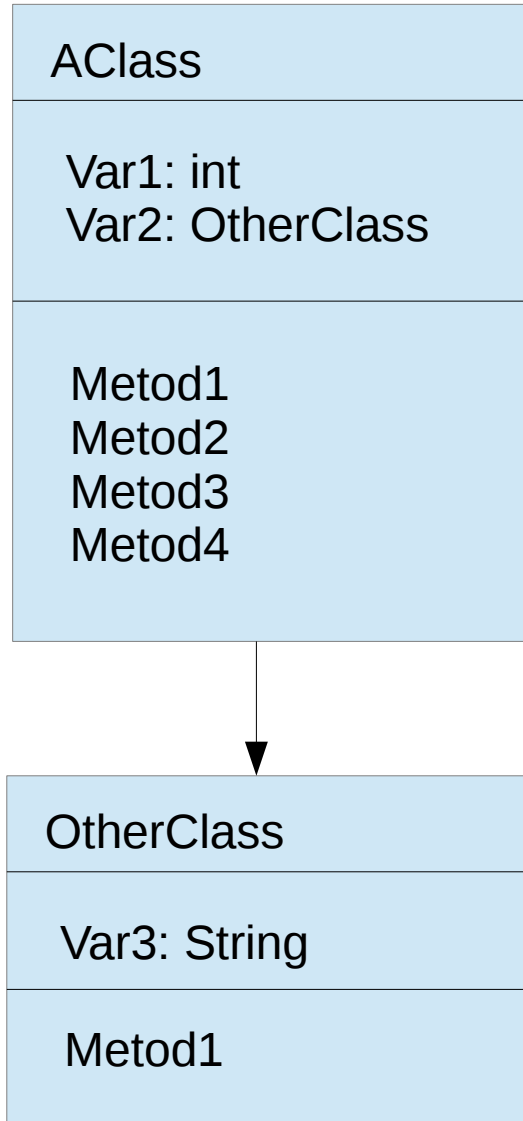 AClass
Var1: int
Var2: OtherClass
Metod1
Metod2
Metod3
Metod4
OtherClass
Var3: String
Metod1